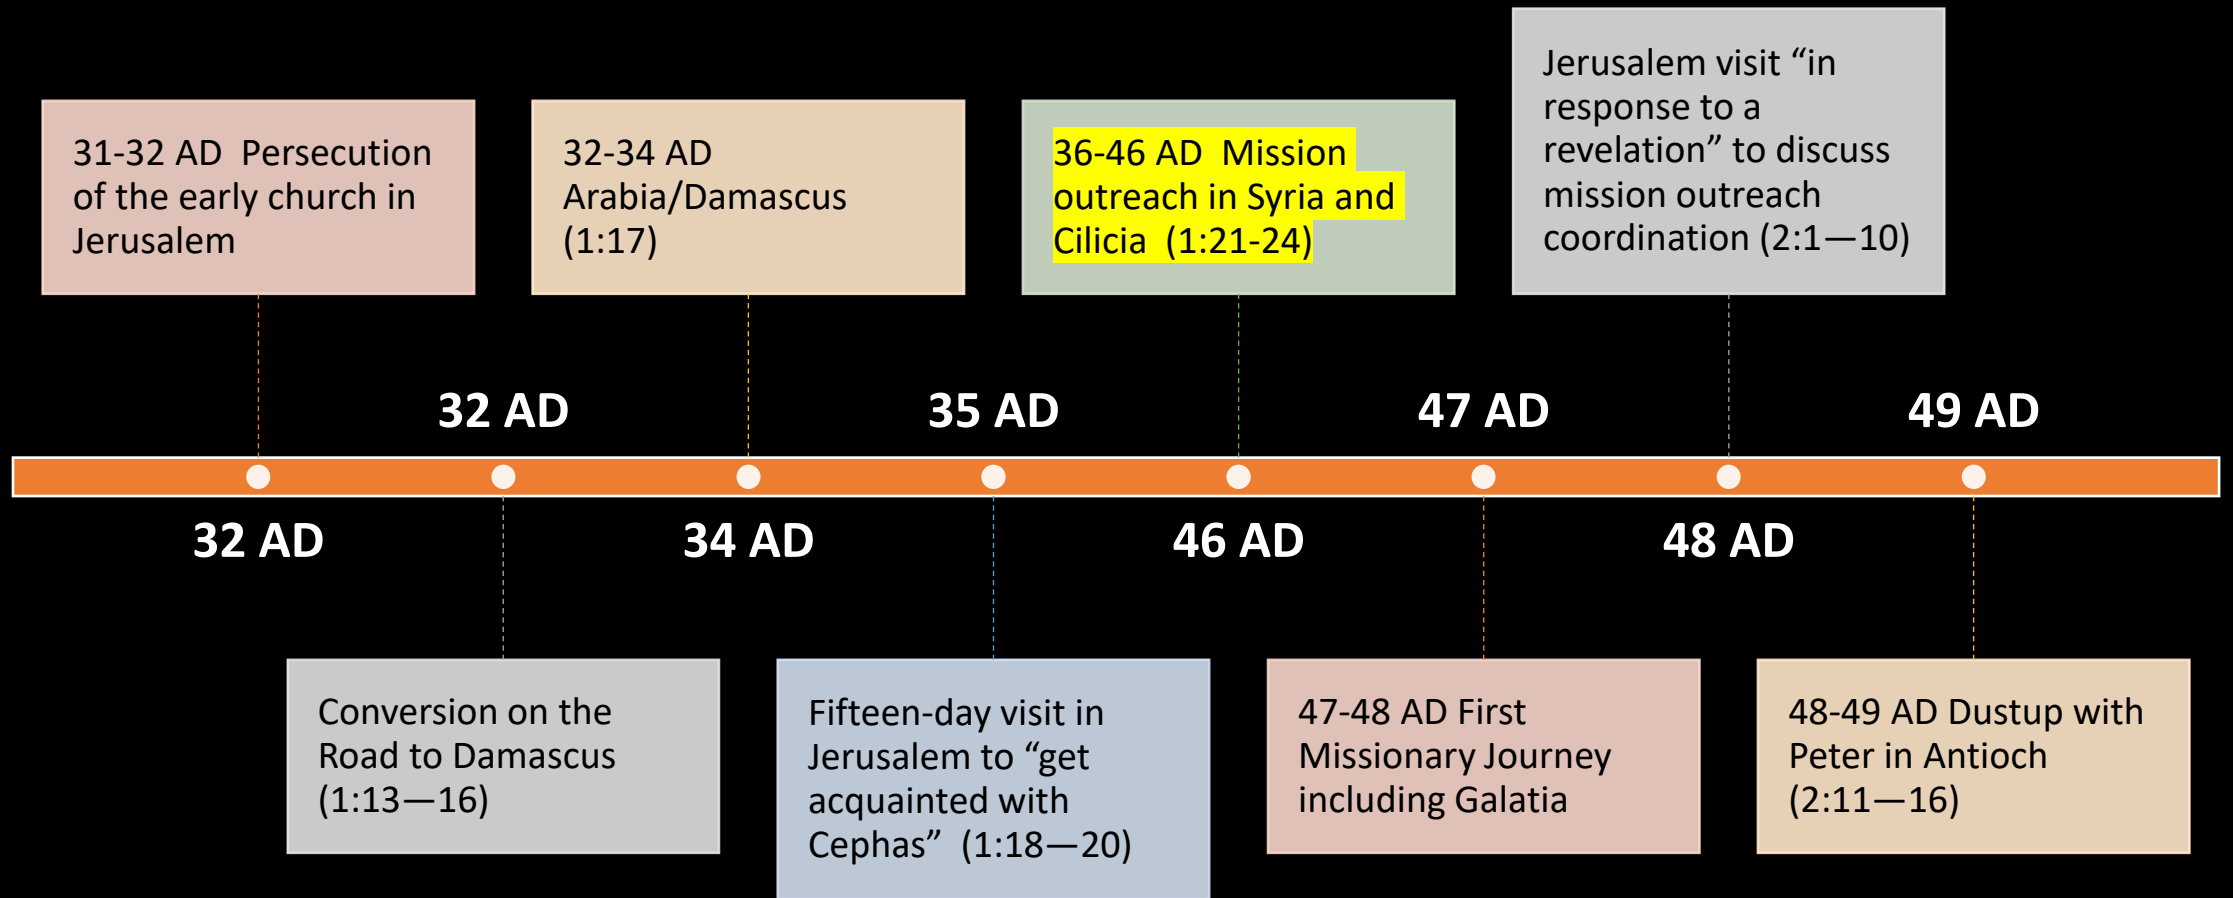 31-32 AD  Persecution
of the early church in
Jerusalem
32-34 AD
Arabia/Damascus
(1:17)
36-46 AD  Mission
outreach in Syria and
Cilicia  (1:21-24)
Jerusalem visit “in
response to a
revelation” to discuss
mission outreach
coordination (2:1—10)
32 AD
35 AD
47 AD
49 AD
32 AD
34 AD
46 AD
48 AD
Conversion on the
Road to Damascus
(1:13—16)
Fifteen-day visit in
Jerusalem to “get
acquainted with
Cephas”  (1:18—20)
47-48 AD First
Missionary Journey
including Galatia
48-49 AD Dustup with
Peter in Antioch
(2:11—16)